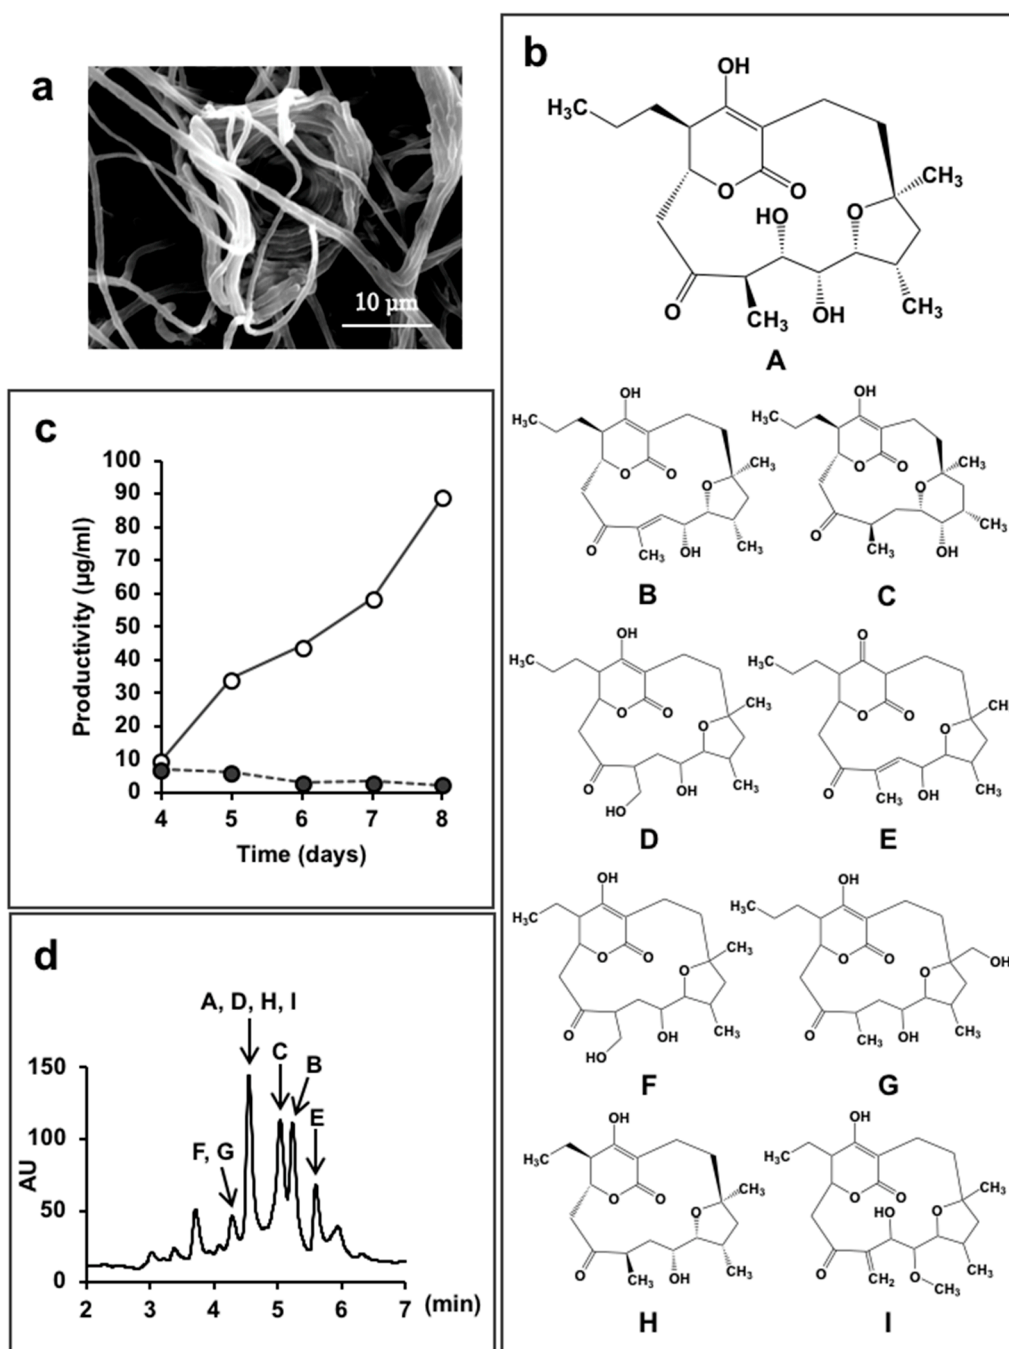 a
10 µm
b
OH
H₃C
O
O
HO
O
CH₃
O
CH₃
OH
CH₃
A
OH
H₃C
O
O
O
CH₃
O
CH₃
OH
CH₃
B
OH
H₃C
O
O
O
CH₃
O
CH₃
OH
CH₃
C
OH
H₃C
O
O
O
CH₃
O
HO
OH
CH₃
D
O
H₃C
O
O
O
CH₃
O
CH₃
OH
CH₃
E
OH
H₃C
O
O
O
CH₃
O
HO
OH
CH₃
F
OH
H₃C
O
O
O
OH
O
CH₃
OH
CH₃
G
OH
H₃C
O
O
O
CH₃
O
CH₃
OH
CH₃
H
OH
H₃C
O
O
HO
O
CH₃
O
CH₂
O
CH₃
CH₃
I
c
Productivity (µg/ml)
100
90
80
70
60
50
40
30
20
10
0
4 5 6 7 8
Time (days)
d
A, D, H, I
C
B
E
F, G
AU
150
100
50
0
2 3 4 5 6 7 (min)